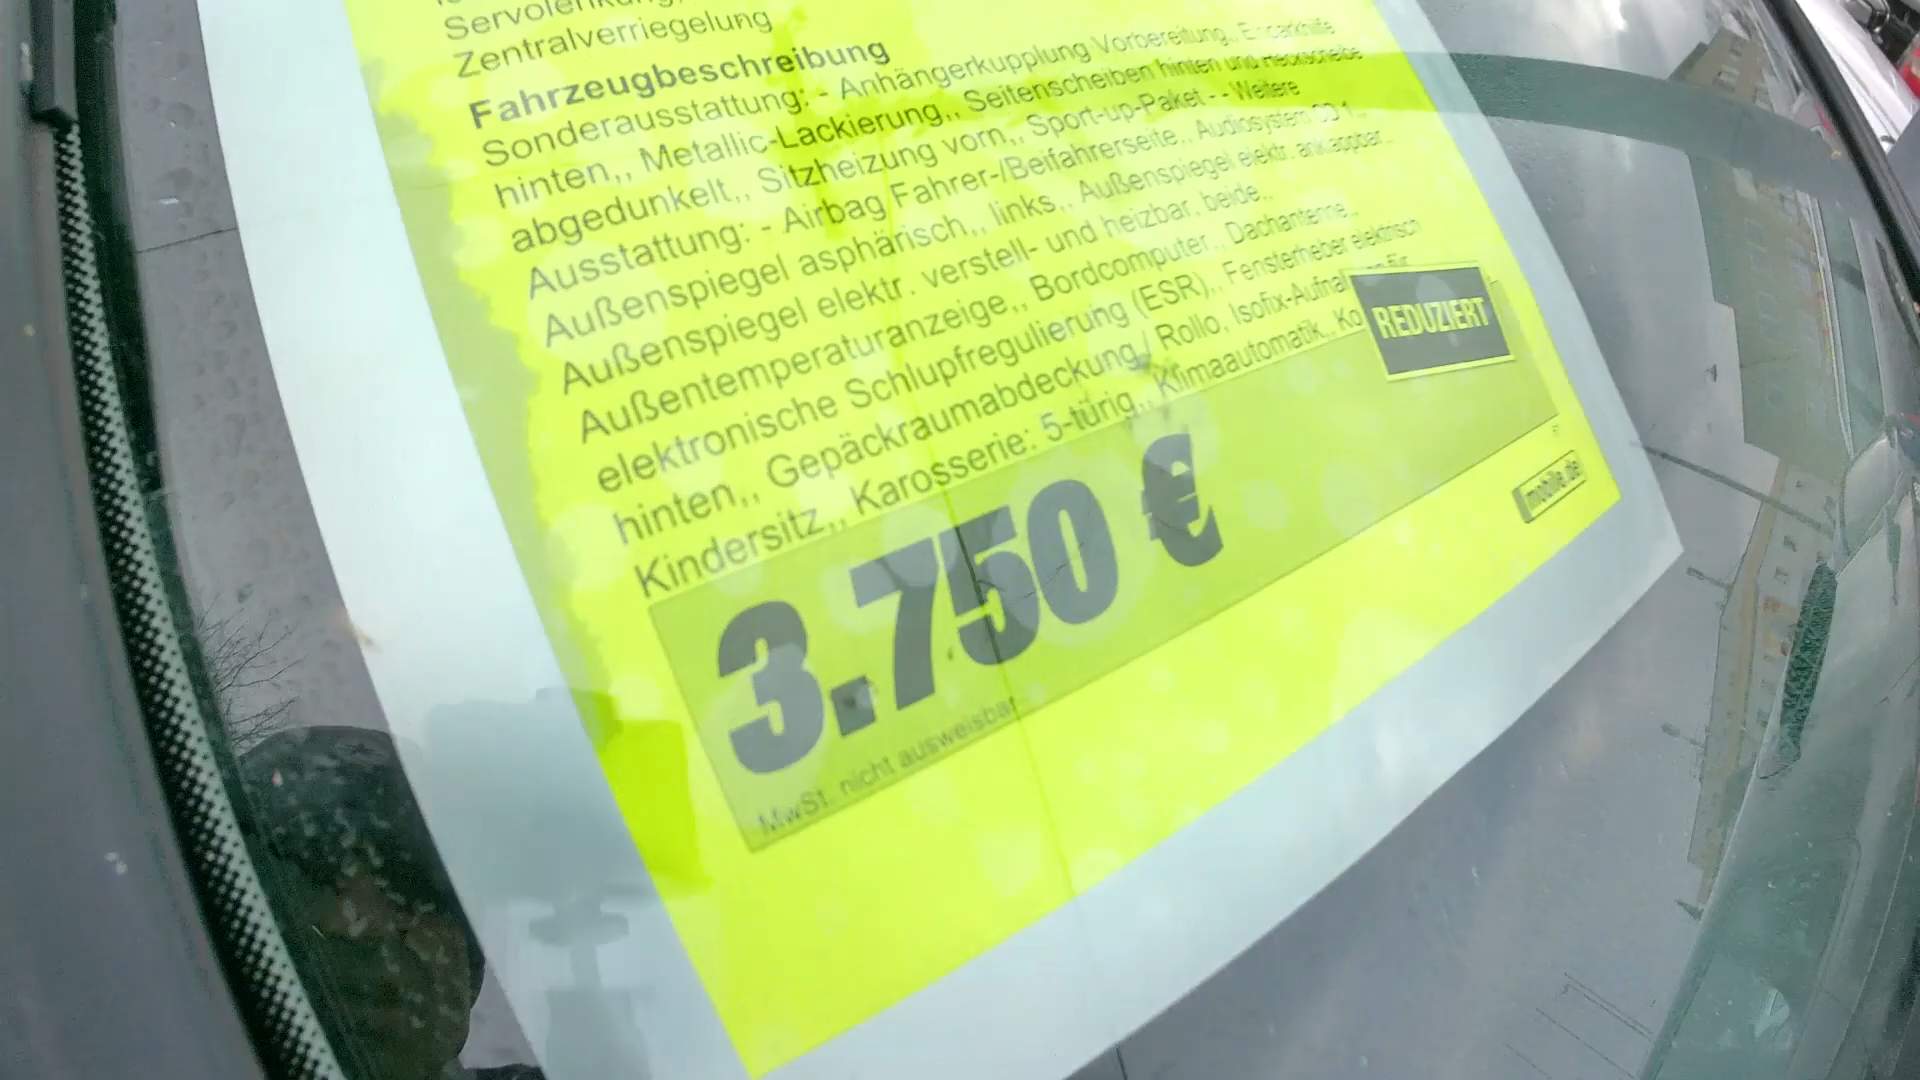 Servolenkung,
Zentralverriegelung
Fahrzeugbeschreibung
Sonderausstattung: - Anhängerkupplung Vorbereitung,, Einparkhilfe
hinten,, Metallic-Lackierung,, Seitenscheiben hinten und Heckscheibe
abgedunkelt,, Sitzheizung vorn,, Sport-up-Paket - - Weitere
Ausstattung: - Airbag Fahrer-/Beifahrerseite,, Audiosystem CD 1,,
Außenspiegel asphärisch,, links,, Außenspiegel elektr. anklappbar,,
Außenspiegel elektr. verstell- und heizbar, beide,,
Außentemperaturanzeige,, Bordcomputer,, Dachantenne,,
elektronische Schlupfregulierung (ESR),, Fensterheber elektrisch
hinten,, Gepäckraumabdeckung / Rollo, Isofix-Aufnah für
Kindersitz,, Karosserie: 5-türig,, Klimaautomatik,, Ko
REDUZIERT
3.750 €
MwSt. nicht ausweisbar
mobile.de